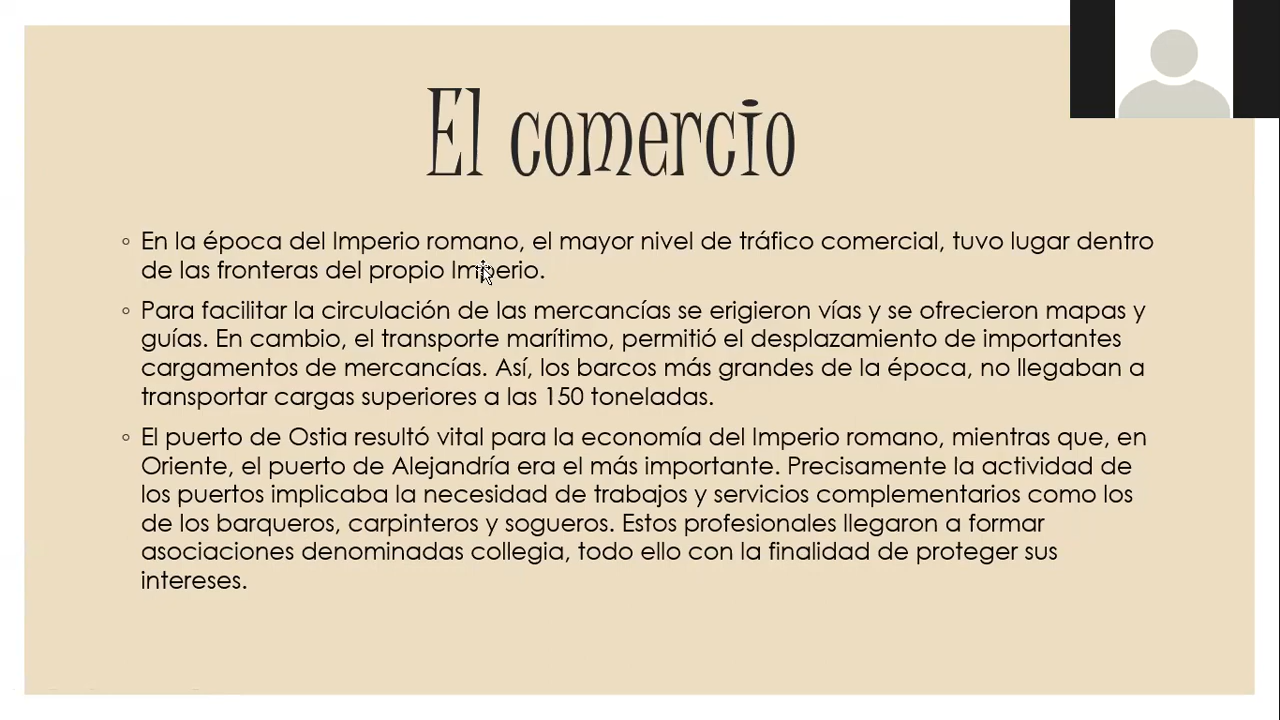 El comercio
◦ En la época del Imperio romano, el mayor nivel de tráfico comercial, tuvo lugar dentro
de las fronteras del propio Imperio.
◦ Para facilitar la circulación de las mercancías se erigieron vías y se ofrecieron mapas y
guías. En cambio, el transporte marítimo, permitió el desplazamiento de importantes
cargamentos de mercancías. Así, los barcos más grandes de la época, no llegaban a
transportar cargas superiores a las 150 toneladas.
◦ El puerto de Ostia resultó vital para la economía del Imperio romano, mientras que, en
Oriente, el puerto de Alejandría era el más importante. Precisamente la actividad de
los puertos implicaba la necesidad de trabajos y servicios complementarios como los
de los barqueros, carpinteros y sogueros. Estos profesionales llegaron a formar
asociaciones denominadas collegia, todo ello con la finalidad de proteger sus
intereses.